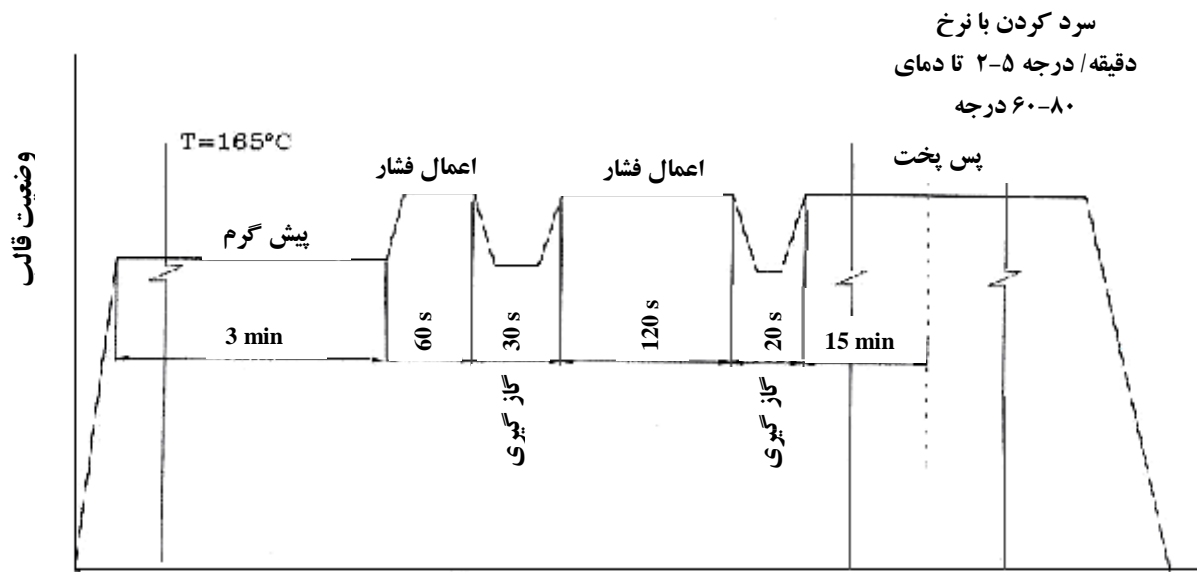 سرد کردن با نرخ
دقیقه/ درجه ۵-۲ تا دمای
۶۰-۸۰ درجه
T=165°C
اعمال فشار
اعمال فشار
پس پخت
پیش گرم
وضعیت قالب
3 min
60 s
30 s
120 s
20 s
15 min
گاز گیری
گاز گیری